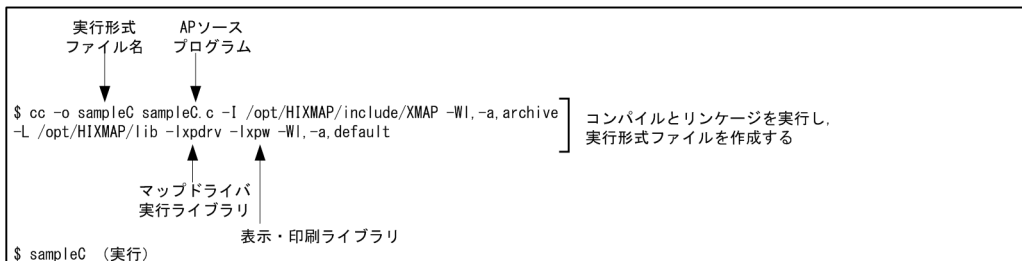 実行形式
ファイル名
APソース
プログラム
$ cc -o sampleC sampleC.c -I /opt/HIXMAP/include/XMAP -Wl,-a,archive
-L /opt/HIXMAP/lib -lxpdrv -lxpw -Wl,-a,default
コンパイルとリンケージを実行し,
実行形式ファイルを作成する
マップドライバ
実行ライブラリ
表示・印刷ライブラリ
$ sampleC (実行)